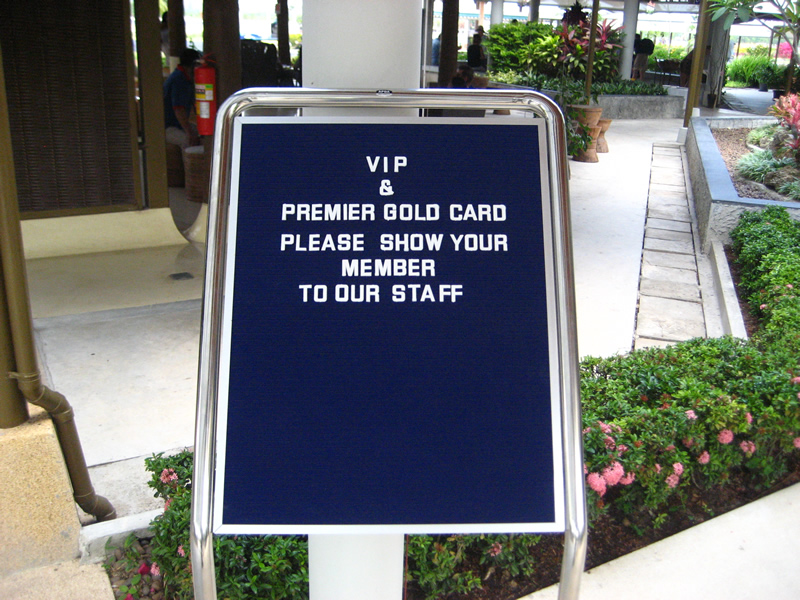 VIP
&
PREMIER GOLD CARD
PLEASE SHOW YOUR
MEMBER
TO OUR STAFF